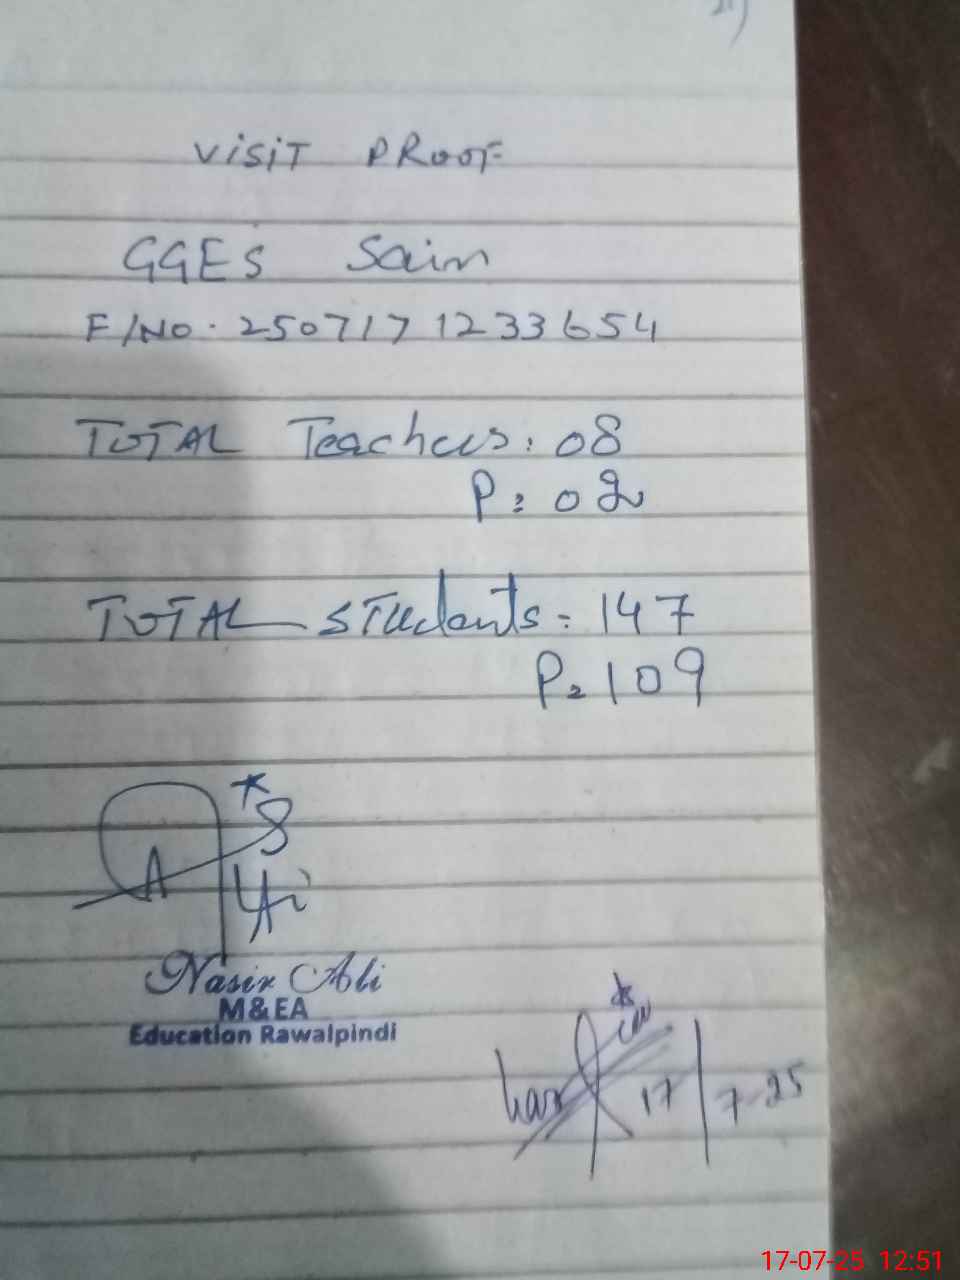 VISIT PROOF
GGES Sain
F/NO. 250717 1233654
TOTAL Teachers: 08
P: 02
TOTAL STUdents = 147
P = 109
Nasir Ali
M&EA
Education Rawalpindi
17/7-25
17-07-25 12:51